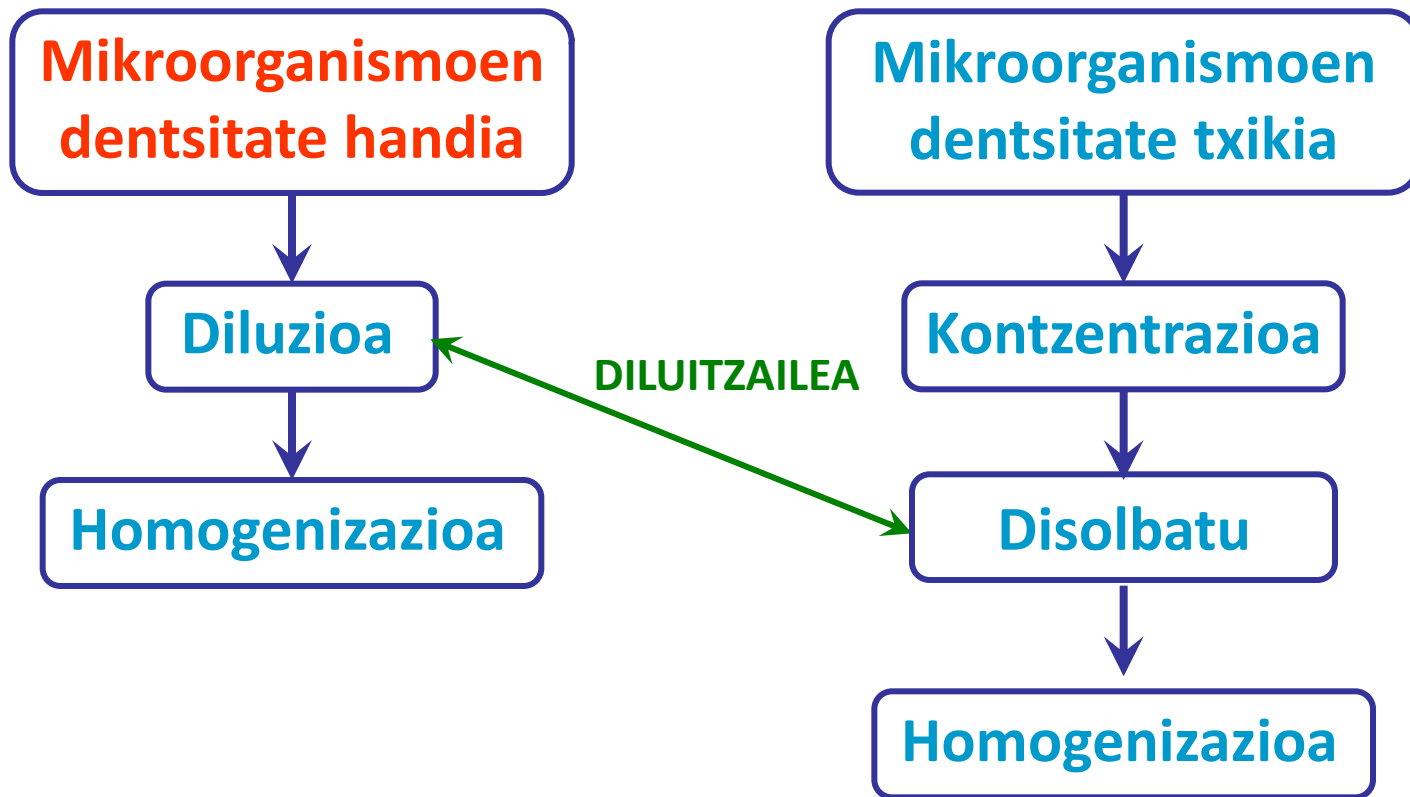 Mikroorganismoen
dentsitate handia
Diluzioa
Homogenizazioa
DILUITZAILEA
Mikroorganismoen
dentsitate txikia
Kontzentrazioa
Disolbatu
Homogenizazioa